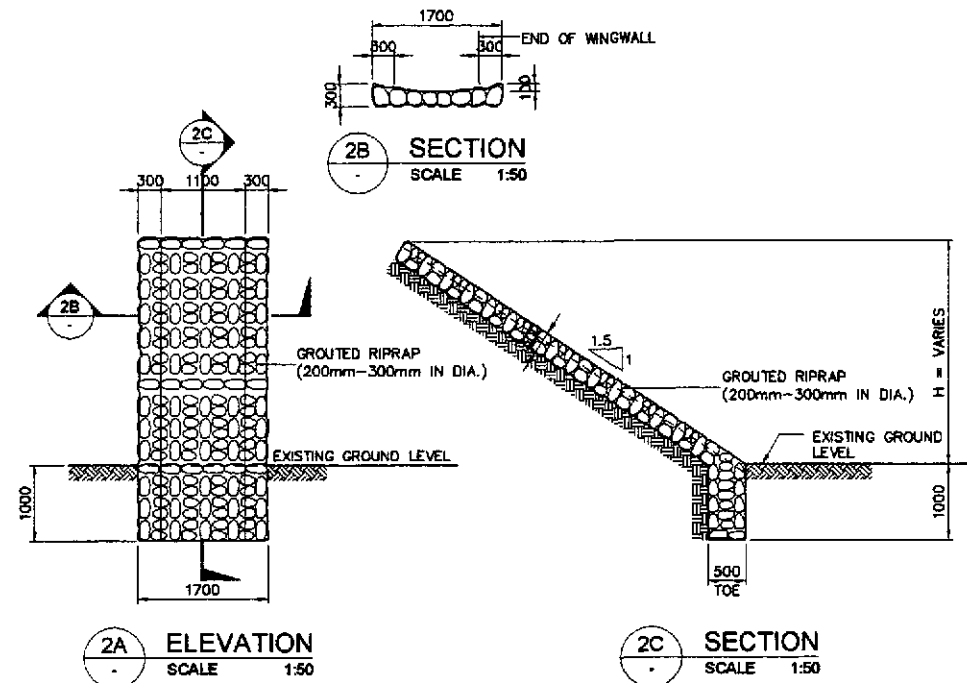 1700
300
300
END OF WINGWALL
300
100
2B
-
SECTION
SCALE 1:50
2C
-
300
1100
300
2B
-
GROUTED RIPRAP
(200mm-300mm IN DIA.)
EXISTING GROUND LEVEL
1000
1700
2A
-
ELEVATION
SCALE 1:50
1.5
1
GROUTED RIPRAP
(200mm-300mm IN DIA.)
H = VARIES
EXISTING GROUND
LEVEL
1000
500
TOE
2C
-
SECTION
SCALE 1:50